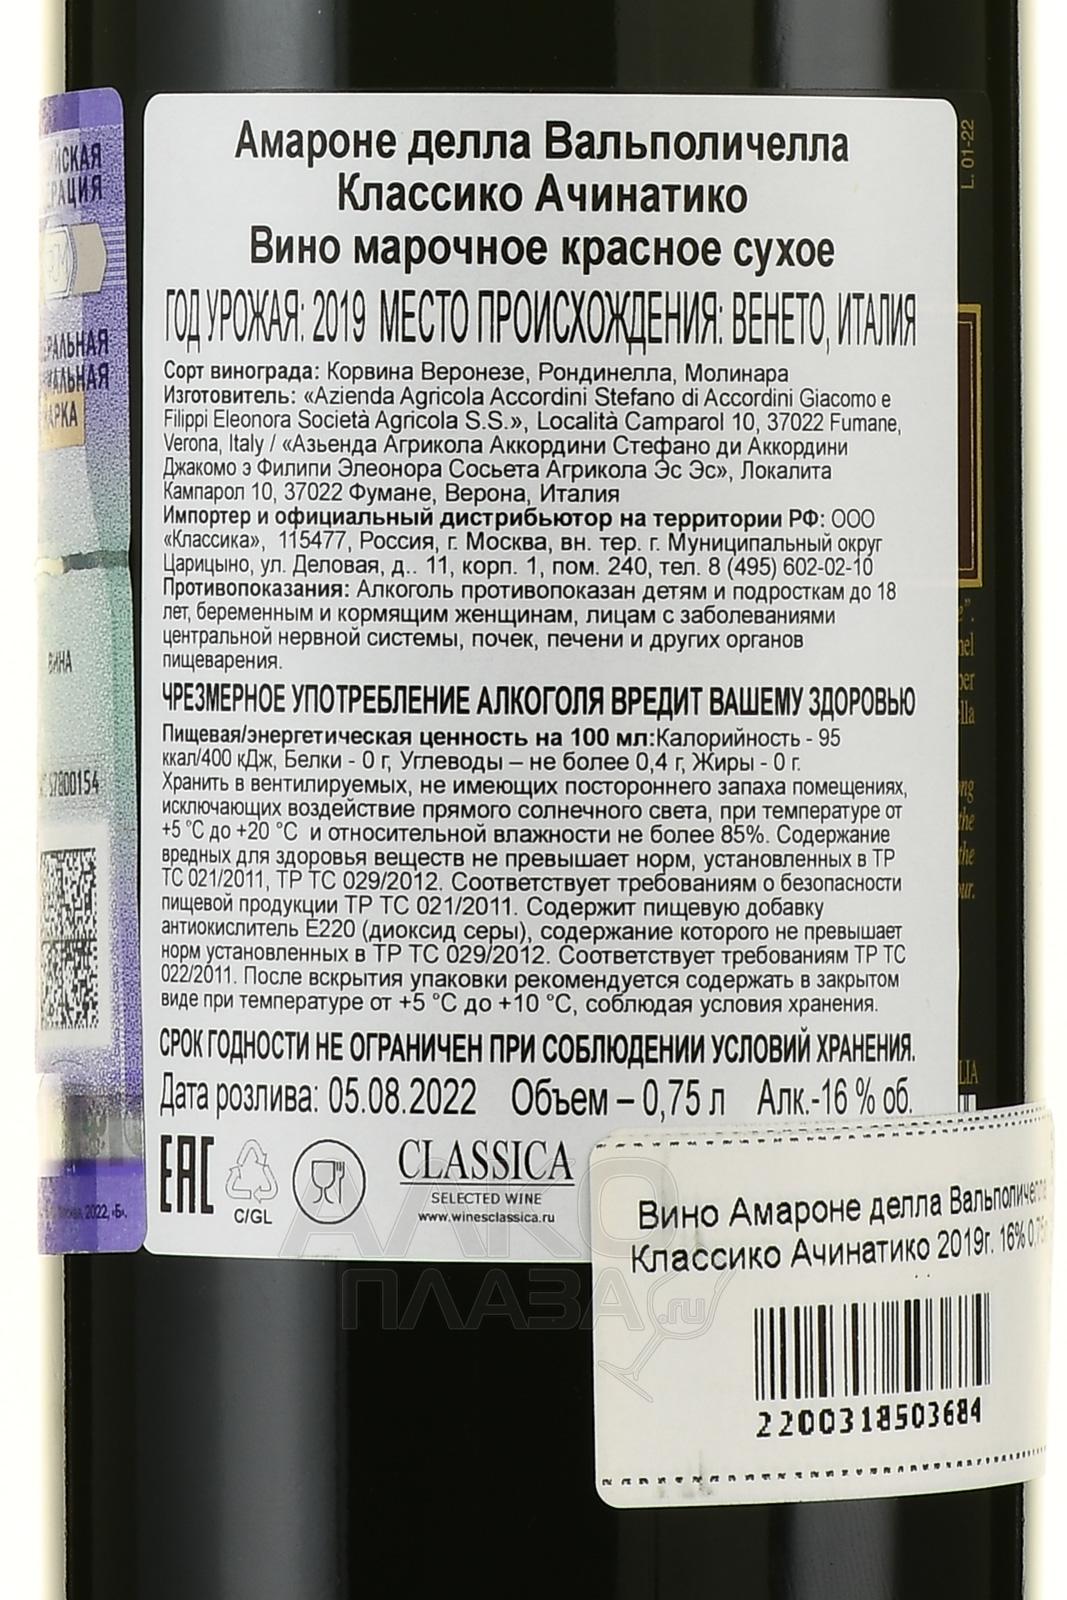 Амароне делла Вальполичелла
Классико Ачинатико
Вино марочное красное сухое
ГОД УРОЖАЯ: 2019 МЕСТО ПРОИСХОЖДЕНИЯ: ВЕНЕТО, ИТАЛИЯ
Сорт винограда: Корвина Веронезе, Рондинелла, Молинара
Изготовитель: «Azienda Agricola Accordini Stefano di Accordini Giacomo e
Filippi Eleonora Società Agricola S.S.», Località Camparol 10, 37022 Fumane,
Verona, Italy / «Азьенда Агрикола Аккордини Стефано ди Аккордини
Джакомо э Филипи Элеонора Сосьета Агрикола Эс Эс», Локалита
Кампарол 10, 37022 Фумане, Верона, Италия
Импортер и официальный дистрибьютор на территории РФ: ООО
«Классика», 115477, Россия, г. Москва, вн. тер. г. Муниципальный округ
Царицыно, ул. Деловая, д.. 11, корп. 1, пом. 240, тел. 8 (495) 602-02-10
Противопоказания: Алкоголь противопоказан детям и подросткам до 18
лет, беременным и кормящим женщинам, лицам с заболеваниями
центральной нервной системы, почек, печени и других органов
пищеварения.
ЧРЕЗМЕРНОЕ УПОТРЕБЛЕНИЕ АЛКОГОЛЯ ВРЕДИТ ВАШЕМУ ЗДОРОВЬЮ
Пищевая/энергетическая ценность на 100 мл:Калорийность - 95
ккал/400 кДж, Белки - 0 г, Углеводы – не более 0,4 г, Жиры - 0 г.
Хранить в вентилируемых, не имеющих постороннего запаха помещениях,
исключающих воздействие прямого солнечного света, при температуре от
+5 °С до +20 °С и относительной влажности не более 85%. Содержание
вредных для здоровья веществ не превышает норм, установленных в ТР
ТС 021/2011, ТР ТС 029/2012. Соответствует требованиям о безопасности
пищевой продукции ТР ТС 021/2011. Содержит пищевую добавку
антиокислитель Е220 (диоксид серы), содержание которого не превышает
норм установленных в ТР ТС 029/2012. Соответствует требованиям ТР ТС
022/2011. После вскрытия упаковки рекомендуется содержать в закрытом
виде при температуре от +5 °С до +10 °С, соблюдая условия хранения.
СРОК ГОДНОСТИ НЕ ОГРАНИЧЕН ПРИ СОБЛЮДЕНИИ УСЛОВИЙ ХРАНЕНИЯ.
Дата розлива: 05.08.2022 Объем – 0,75 л Алк.-16 % об.
EAC
C/GL
CLASSICA
SELECTED WINE
www.winesclassica.ru
АЛКО
ПЛАЗА.ru
Вино Амароне делла Вальполичелла
Классико Ачинатико 2019г. 16% 0,75л
2200318503684
L. 01-22
ВИНА
the
the